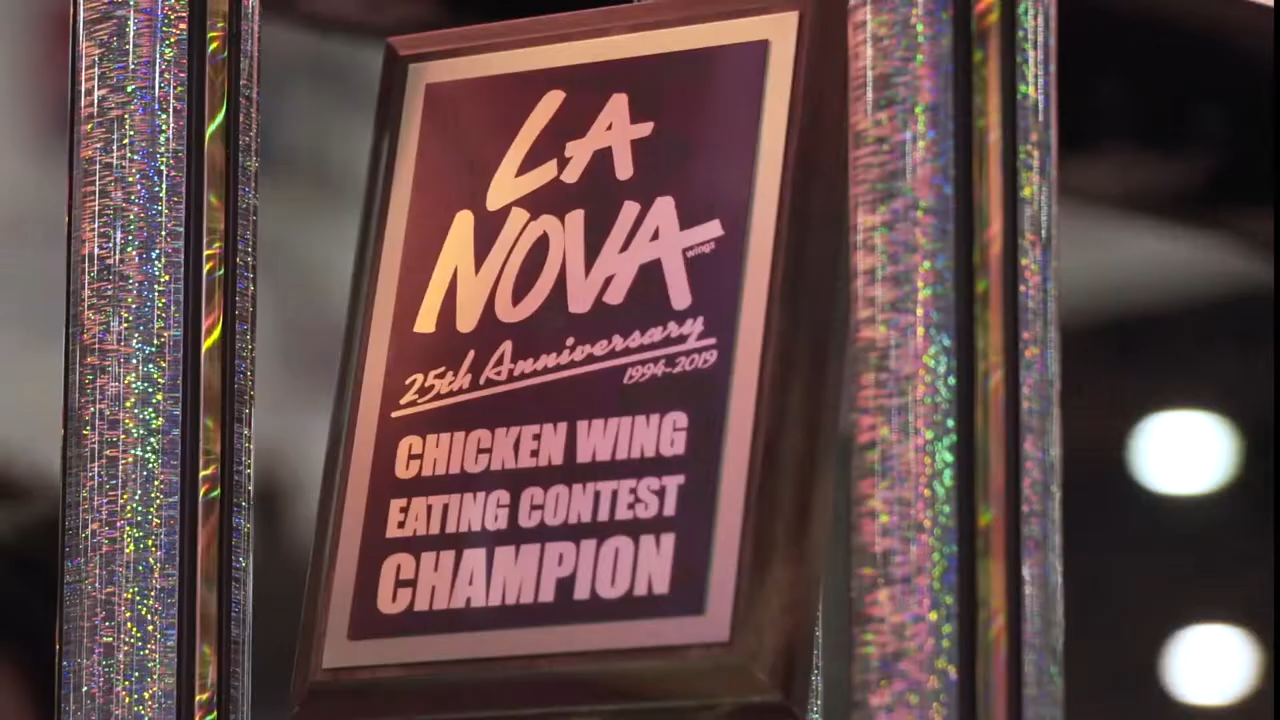 LA
NOVA
wings
25th Anniversary
1994-2019
CHICKEN WING
EATING CONTEST
CHAMPION